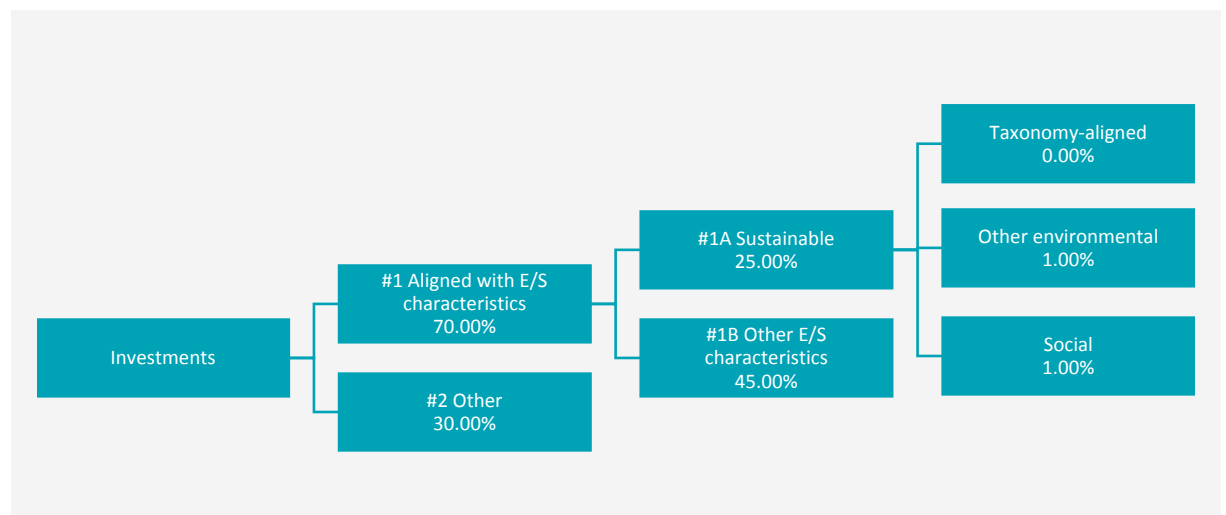 Investments
#1 Aligned with E/S
characteristics
70.00%
#2 Other
30.00%
#1A Sustainable
25.00%
#1B Other E/S
characteristics
45.00%
Taxonomy-aligned
0.00%
Other environmental
1.00%
Social
1.00%